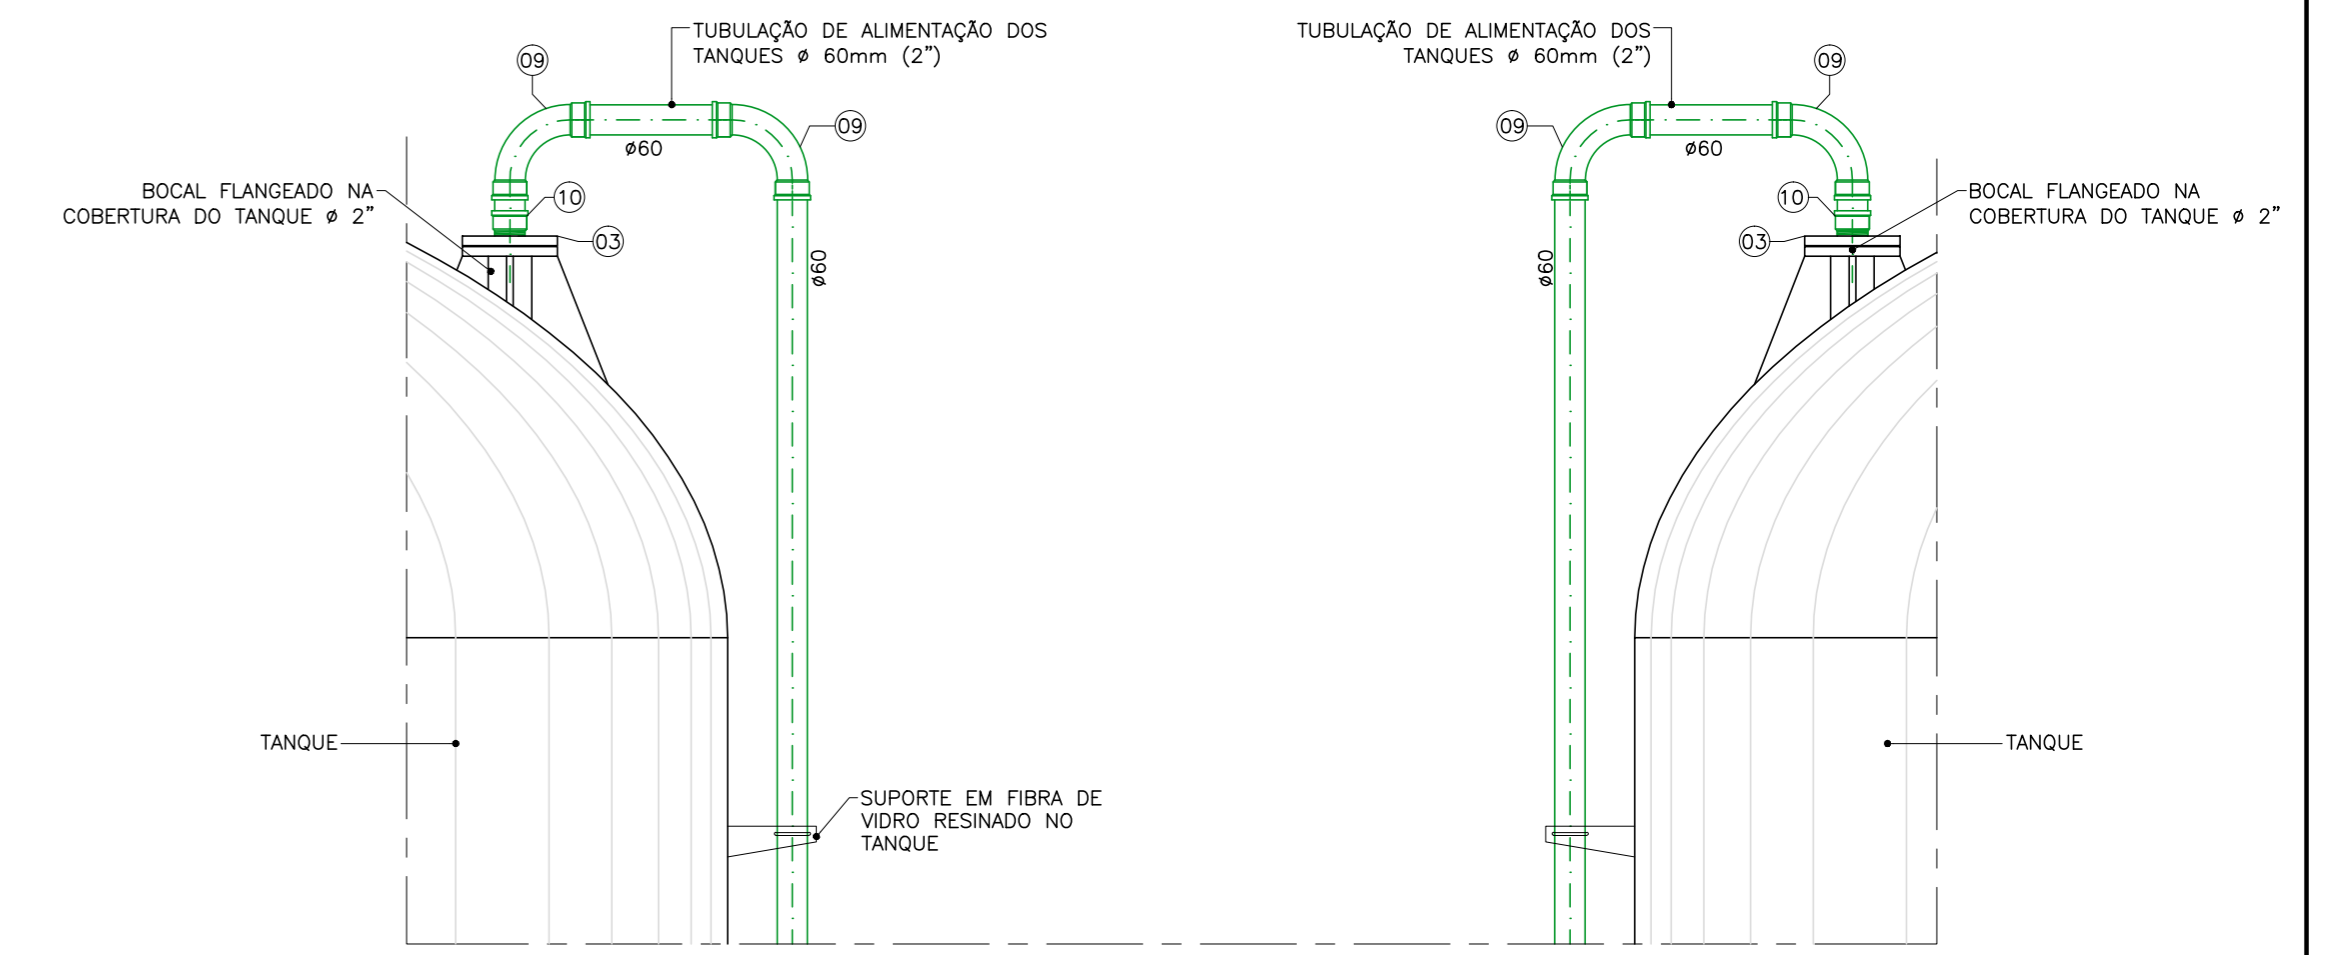 TUBULAÇÃO DE ALIMENTAÇÃO DOS
TANQUES ø 60mm (2”)
09
09
ø60
BOCAL FLANGEADO NA
COBERTURA DO TANQUE ø 2”
10
03
ø60
TANQUE
SUPORTE EM FIBRA DE
VIDRO RESINADO NO
TANQUE
TUBULAÇÃO DE ALIMENTAÇÃO DOS
TANQUES ø 60mm (2”)
09
09
ø60
10
BOCAL FLANGEADO NA
COBERTURA DO TANQUE ø 2”
03
ø60
TANQUE